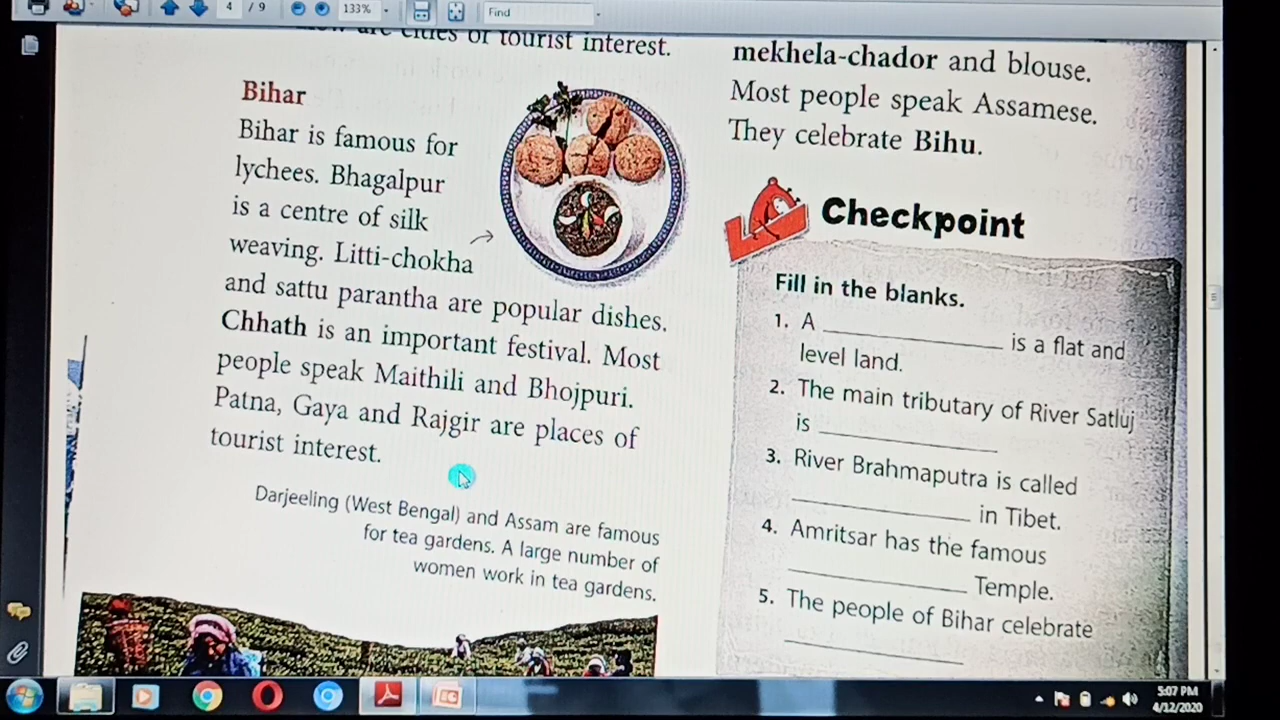 4 / 9
133%
Find
are cities of tourist interest.
Bihar
Bihar is famous for
lychees. Bhagalpur
is a centre of silk
weaving. Litti-chokha
and sattu parantha are popular dishes.
Chhath is an important festival. Most
people speak Maithili and Bhojpuri.
Patna, Gaya and Rajgir are places of
tourist interest.
Darjeeling (West Bengal) and Assam are famous
for tea gardens. A large number of
women work in tea gardens.
mekhela-chador and blouse.
Most people speak Assamese.
They celebrate Bihu.
Checkpoint
Fill in the blanks.
1. A ____________ is a flat and
level land.
2. The main tributary of River Satluj
is ____________
3. River Brahmaputra is called
____________ in Tibet.
4. Amritsar has the famous
____________ Temple.
5. The people of Bihar celebrate
____________
5:07 PM
4/12/2020